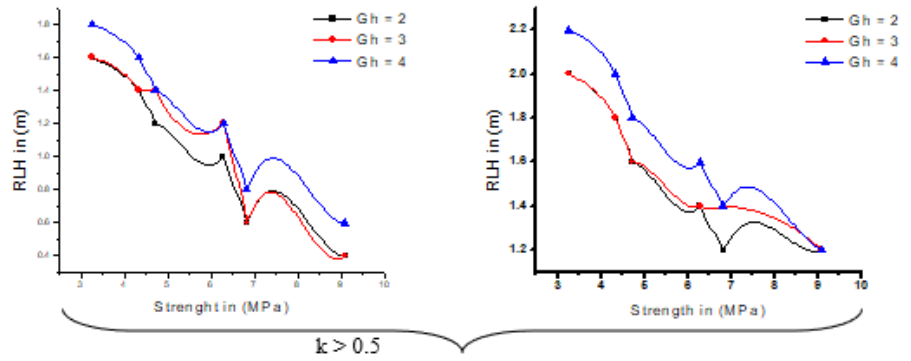 Gh = 2
Gh = 3
Gh = 4
1.8
1.6
1.4
1.2
1.0
0.8
0.6
0.4
RLH in (m)
3 4 5 6 7 8 9 10
Strenght in (MPa)
Gh = 2
Gh = 3
Gh = 4
2.2
2.0
1.8
1.6
1.4
1.2
RLH in (m)
3 4 5 6 7 8 9 10
Strength in (MPa)
k > 0.5